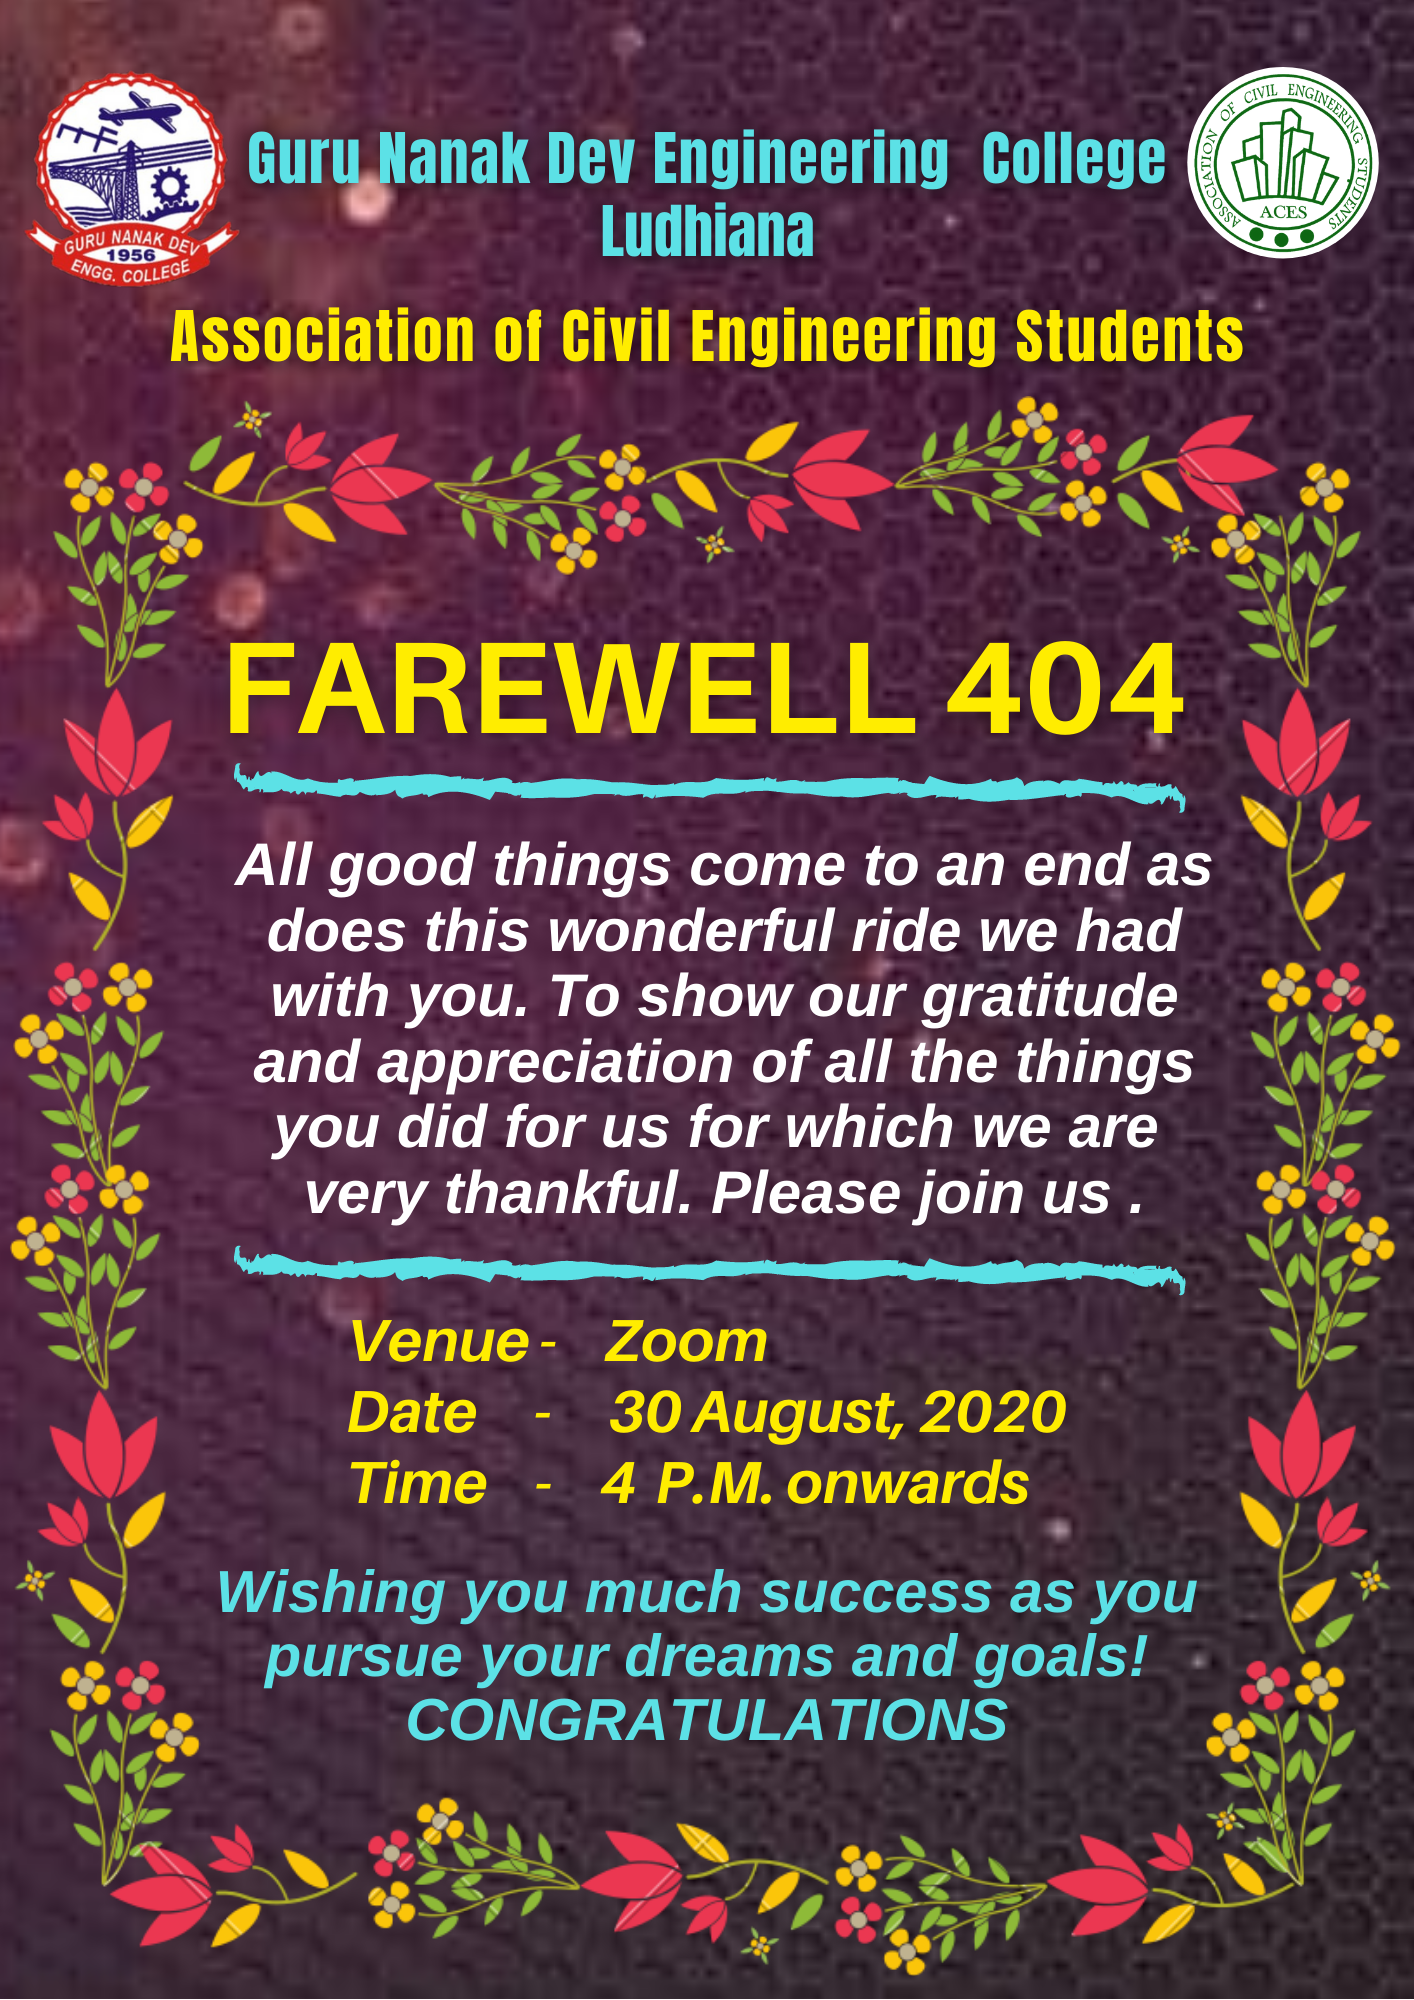 GURU NANAK DEV
1956
ENGG. COLLEGE
Guru Nanak Dev Engineering College
Ludhiana
ASSOCIATION OF CIVIL ENGINEERING STUDENTS
ACES
Association of Civil Engineering Students
FAREWELL 404
All good things come to an end as
does this wonderful ride we had
with you. To show our gratitude
and appreciation of all the things
you did for us for which we are
very thankful. Please join us .
Venue - Zoom
Date - 30 August, 2020
Time - 4 P.M. onwards
Wishing you much success as you
pursue your dreams and goals!
CONGRATULATIONS